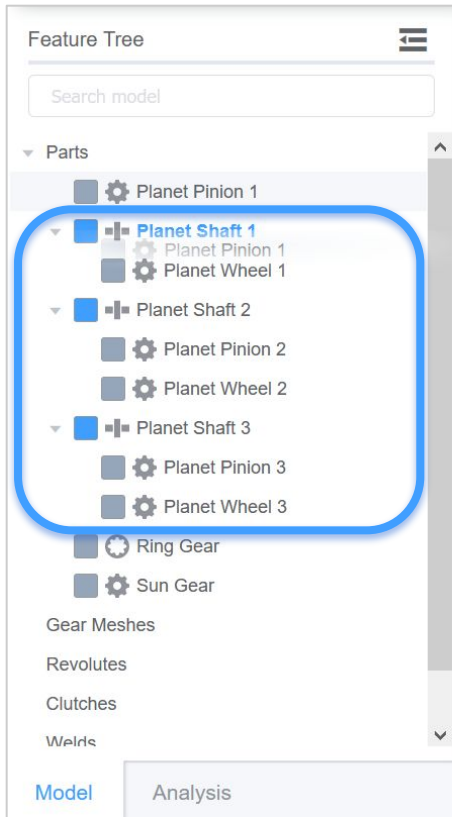 Feature Tree
Search model
Parts
Planet Pinion 1
Planet Shaft 1
Planet Pinion 1
Planet Wheel 1
Planet Shaft 2
Planet Pinion 2
Planet Wheel 2
Planet Shaft 3
Planet Pinion 3
Planet Wheel 3
Ring Gear
Sun Gear
Gear Meshes
Revolutes
Clutches
Welds
Model Analysis